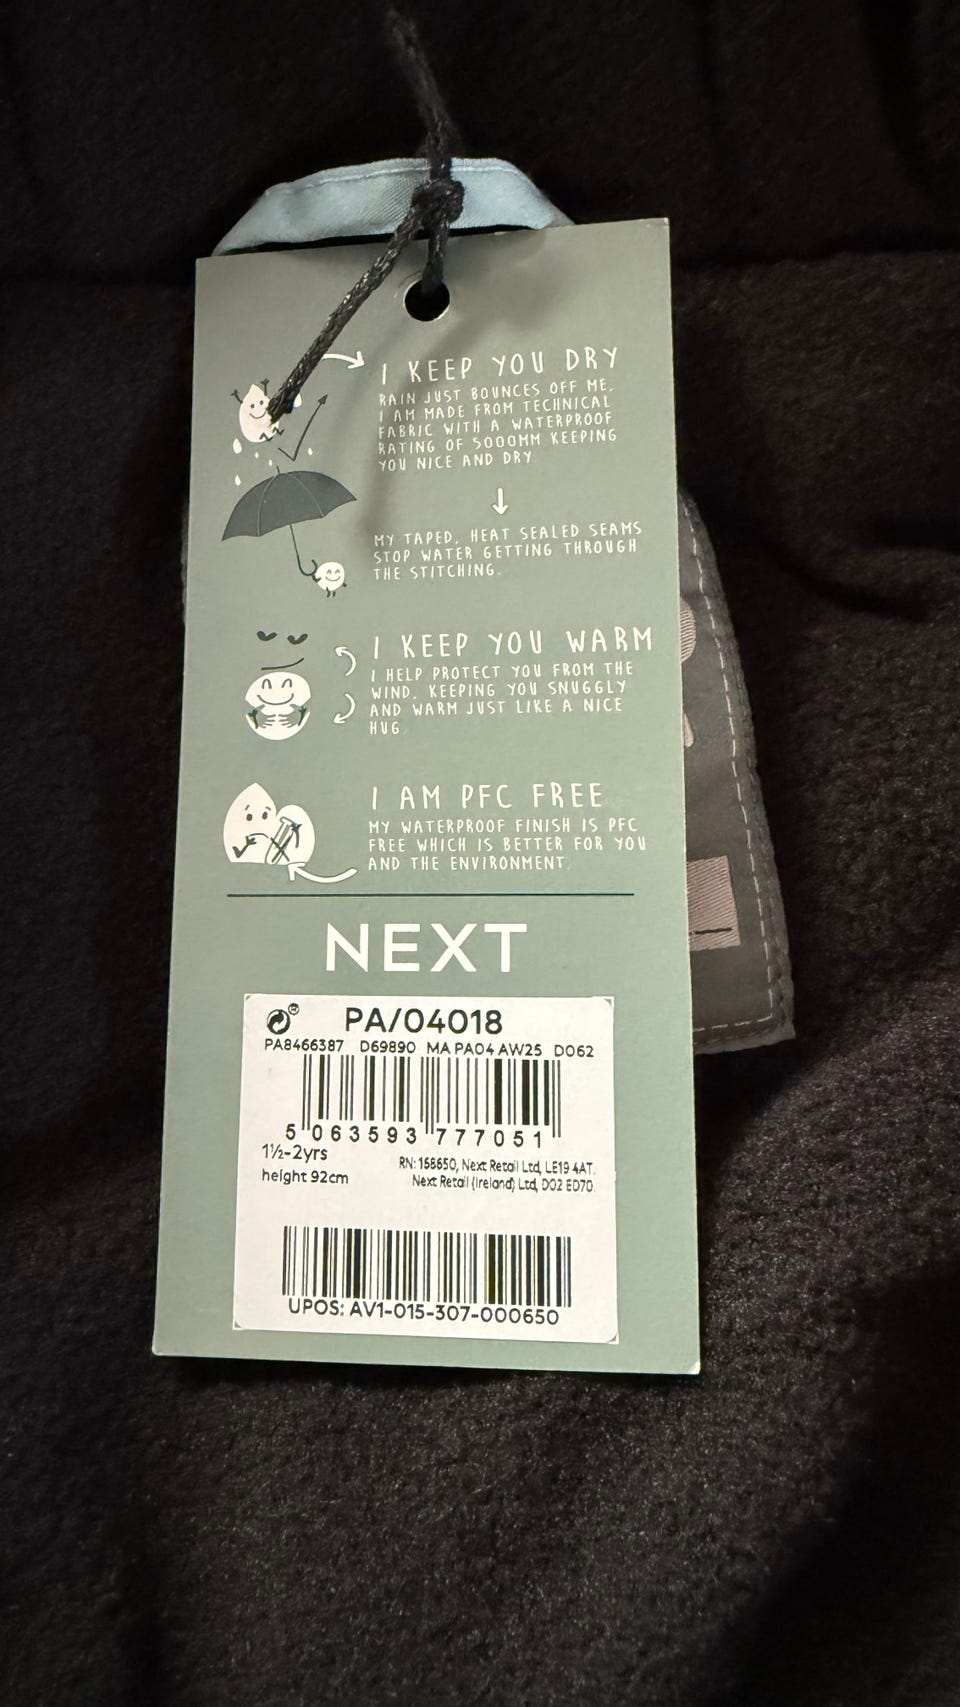 I KEEP YOU DRY
RAIN JUST BOUNCES OFF ME,
I AM MADE FROM TECHNICAL
FABRIC WITH A WATERPROOF
RATING OF 5000MM KEEPING
YOU NICE AND DRY.
MY TAPED, HEAT SEALED SEAMS
STOP WATER GETTING THROUGH
THE STITCHING.
I KEEP YOU WARM
I HELP PROTECT YOU FROM THE
WIND, KEEPING YOU SNUGGLY
AND WARM JUST LIKE A NICE
HUG.
I AM PFC FREE
MY WATERPROOF FINISH IS PFC
FREE WHICH IS BETTER FOR YOU
AND THE ENVIRONMENT.
NEXT
PA/04018
PA8466387 D69890 MA PA04 AW25 D062
5 063593 777051
1½-2yrs
height 92cm
RN: 168650, Next Retail Ltd, LE19 4AT.
Next Retail (Ireland) Ltd, D02 ED70.
UPOS: AV1-015-307-000650